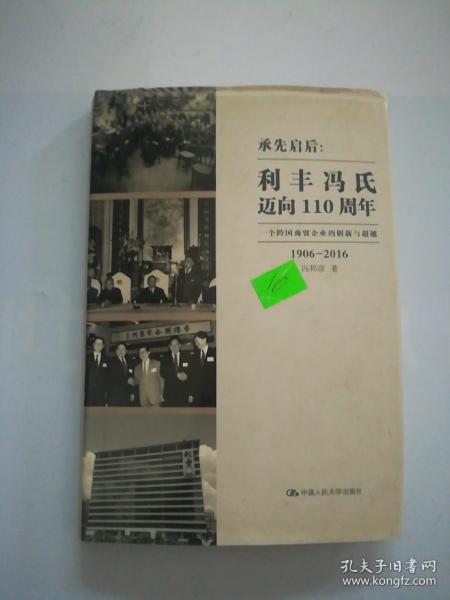 承先启后:
利丰冯氏
迈向110周年
一个跨国商贸企业的创新与超越
1906-2016
冯邦彦 著
10
中国人民大学出版社
孔夫子旧书网
www.kongfz.com